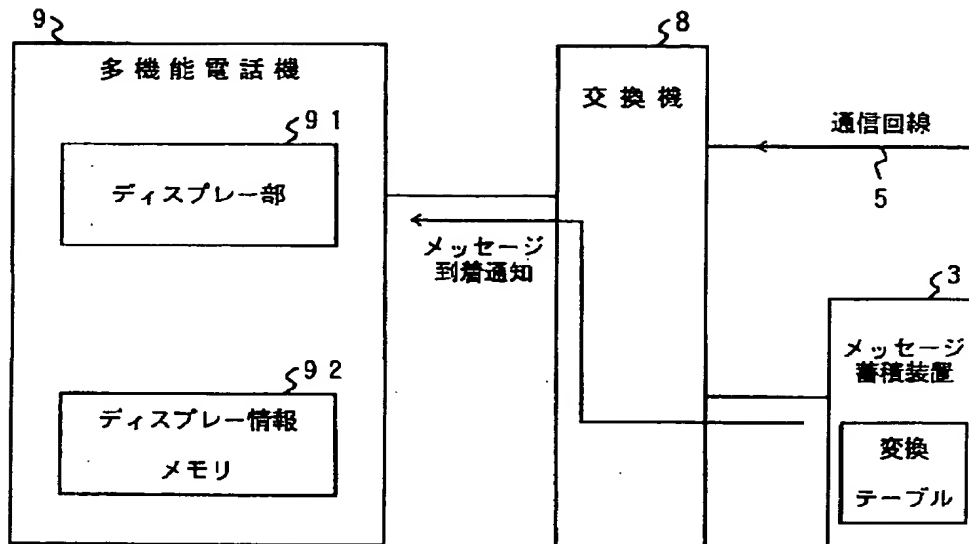 9
多機能電話機
91
ディスプレー部
92
ディスプレー情報
メモリ
メッセージ
到着通知
8
交換機
通信回線
5
3
メッセージ
蓄積装置
変換
テーブル